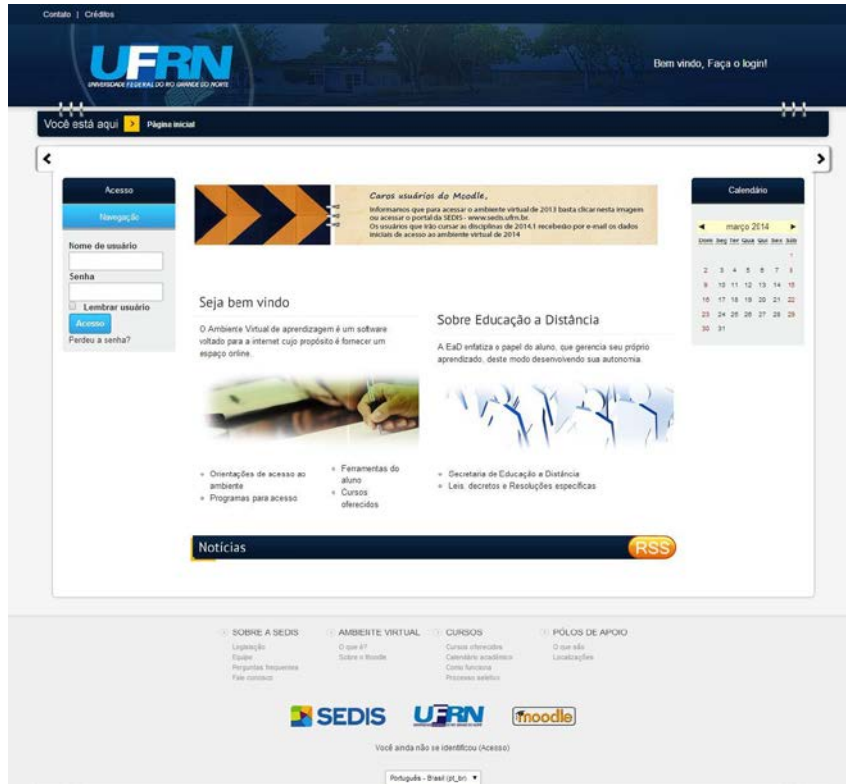 Contato | Créditos
UFRN
UNIVERSIDADE FEDERAL DO RIO GRANDE DO NORTE
Bem vindo, Faça o login!
Você está aqui > Página inicial
Acesso
Navegação
Nome de usuário
Senha
Lembrar usuário
Acesso
Perdeu a senha?
Caros usuários do Moodle,
Informamos que para acessar o ambiente virtual de 2013 basta clicar nesta imagem
ou acessar o portal da SEDIS - www.sedis.ufrn.br.
Os usuários que irão cursar as disciplinas de 2014.1 receberão por e-mail os dados
iniciais de acesso ao ambiente virtual de 2014
Seja bem vindo
O Ambiente Virtual de aprendizagem é um software
voltado para a internet cujo propósito é fornecer um
espaço online.
Orientações de acesso ao
ambiente
Programas para acesso
Ferramentas do
aluno
Cursos
oferecidos
Sobre Educação a Distância
A EaD enfatiza o papel do aluno, que gerencia seu próprio
aprendizado, deste modo desenvolvendo sua autonomia.
Secretaria de Educação a Distância
Leis, decretos e Resoluções específicas
Calendário
março 2014
Dom Seg Ter Qua Qui Sex Sáb
1
2 3 4 5 6 7 8
9 10 11 12 13 14 15
16 17 18 19 20 21 22
23 24 25 26 27 28 29
30 31
Notícias
RSS
SOBRE A SEDIS
Legislação
Equipe
Perguntas frequentes
Fale conosco
AMBIENTE VIRTUAL
O que é?
Sobre o Moodle
CURSOS
Cursos oferecidos
Calendário acadêmico
Como funciona
Processo seletivo
PÓLOS DE APOIO
O que são
Localizações
SEDIS
UFRN
moodle
Você ainda não se identificou (Acesso)
Português - Brasil (pt_br)